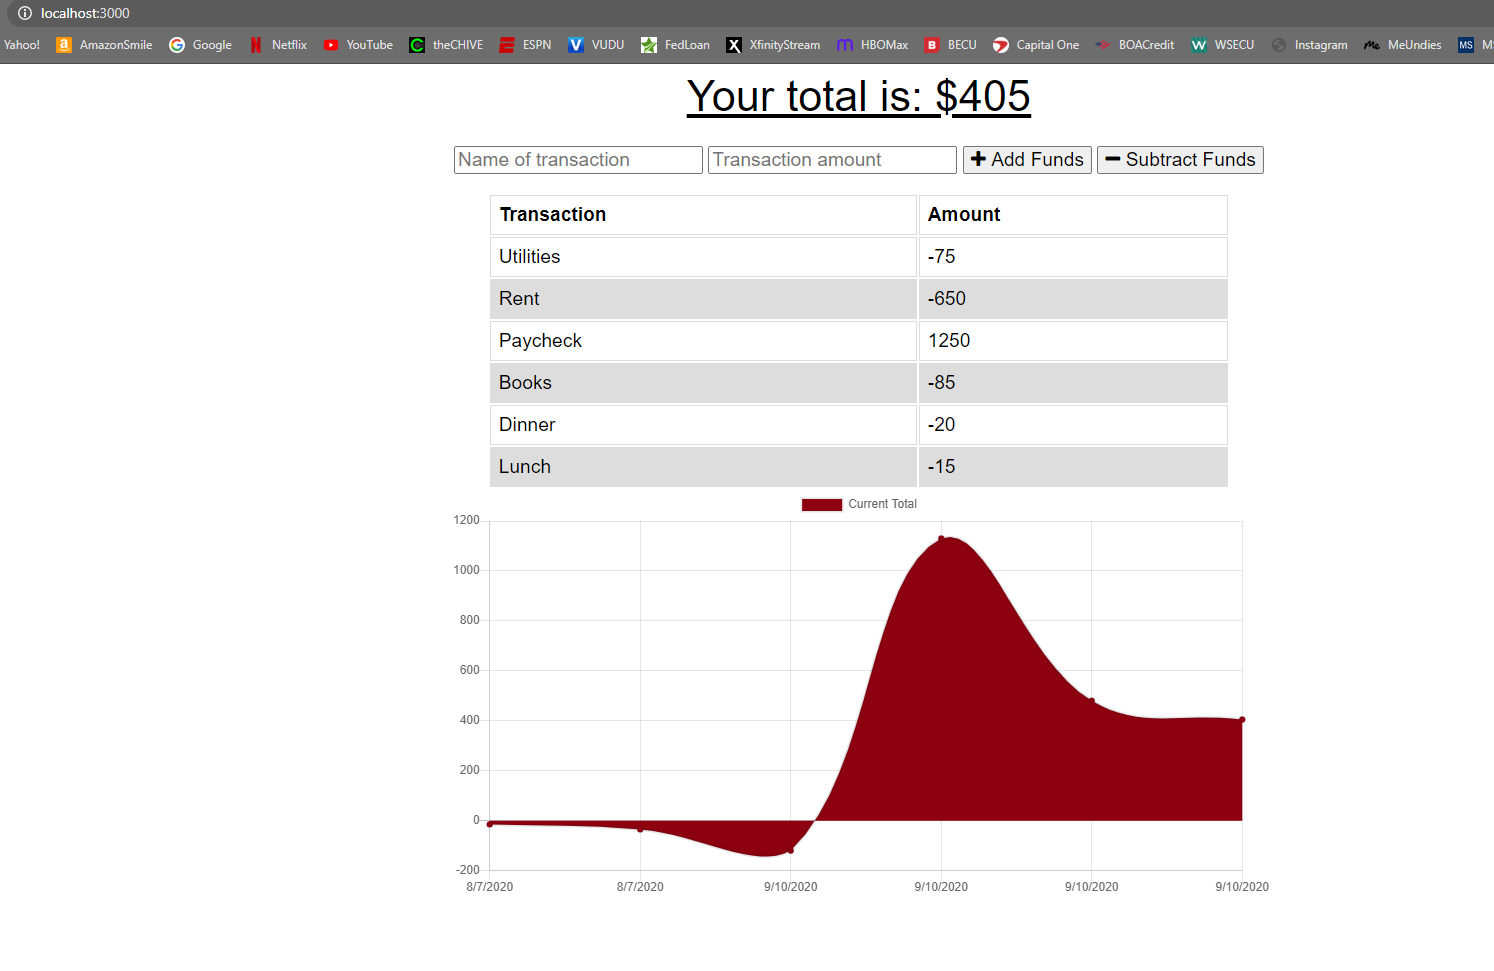 localhost:3000
Yahoo! a AmazonSmile G Google Netflix YouTube C theCHIVE ESPN V VUDU FedLoan X XfinityStream HBOMax B BECU Capital One BOACredit W WSECU Instagram Me MeUndies MS MS
Your total is: $405
Name of transaction Transaction amount Add Funds Subtract Funds
Transaction Amount
Utilities -75
Rent -650
Paycheck 1250
Books -85
Dinner -20
Lunch -15
Current Total
1200
1000
800
600
400
200
0
-200
8/7/2020 8/7/2020 9/10/2020 9/10/2020 9/10/2020 9/10/2020